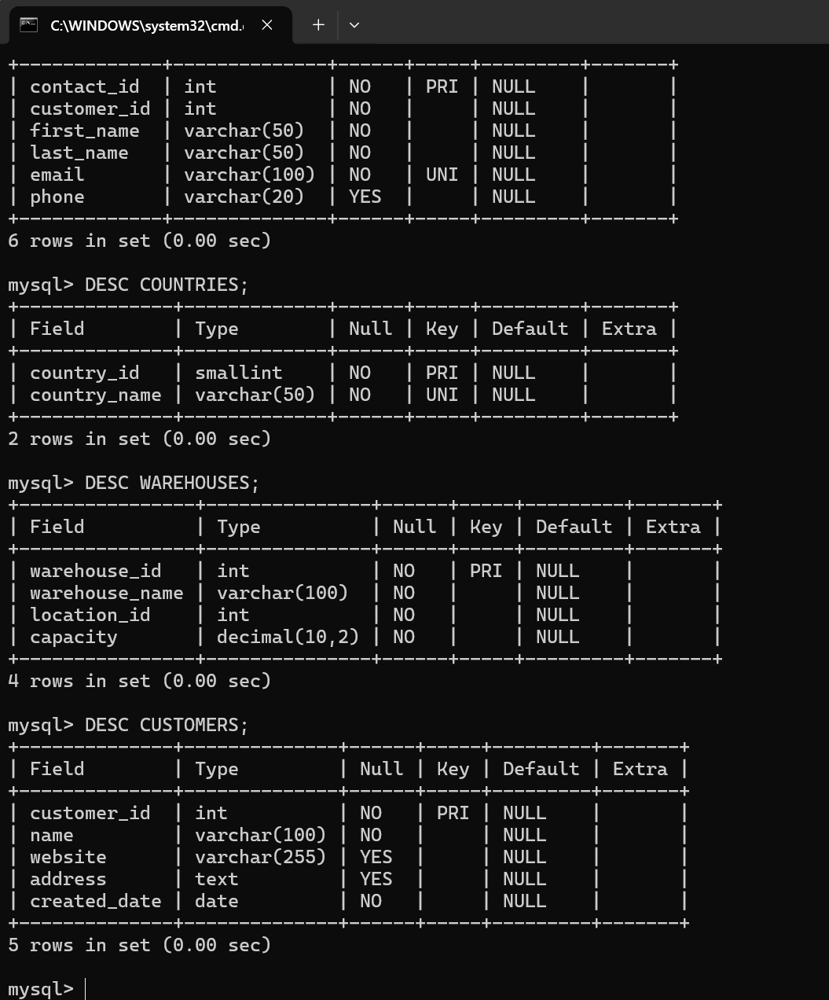 C:\WINDOWS\system32\cmd.
+--------------+--------------+------+-----+---------+-------+
| contact_id  | int          | NO   | PRI | NULL    |       |
| customer_id | int          | NO   |     | NULL    |       |
| first_name  | varchar(50)  | NO   |     | NULL    |       |
| last_name   | varchar(50)  | NO   |     | NULL    |       |
| email       | varchar(100) | NO   | UNI | NULL    |       |
| phone       | varchar(20)  | YES  |     | NULL    |       |
+-------------+--------------+------+-----+---------+-------+
6 rows in set (0.00 sec)
mysql> DESC COUNTRIES;
+--------------+-------------+------+-----+---------+-------+
| Field        | Type        | Null | Key | Default | Extra |
+--------------+-------------+------+-----+---------+-------+
| country_id   | smallint    | NO   | PRI | NULL    |       |
| country_name | varchar(50) | NO   | UNI | NULL    |       |
+--------------+-------------+------+-----+---------+-------+
2 rows in set (0.00 sec)
mysql> DESC WAREHOUSES;
+----------------+---------------+------+-----+---------+-------+
| Field          | Type          | Null | Key | Default | Extra |
+----------------+---------------+------+-----+---------+-------+
| warehouse_id   | int           | NO   | PRI | NULL    |       |
| warehouse_name | varchar(100)  | NO   |     | NULL    |       |
| location_id    | int           | NO   |     | NULL    |       |
| capacity       | decimal(10,2) | NO   |     | NULL    |       |
+----------------+---------------+------+-----+---------+-------+
4 rows in set (0.00 sec)
mysql> DESC CUSTOMERS;
+--------------+--------------+------+-----+---------+-------+
| Field        | Type         | Null | Key | Default | Extra |
+--------------+--------------+------+-----+---------+-------+
| customer_id  | int          | NO   | PRI | NULL    |       |
| name         | varchar(100) | NO   |     | NULL    |       |
| website      | varchar(255) | YES  |     | NULL    |       |
| address      | text         | YES  |     | NULL    |       |
| created_date | date         | NO   |     | NULL    |       |
+--------------+--------------+------+-----+---------+-------+
5 rows in set (0.00 sec)
mysql>